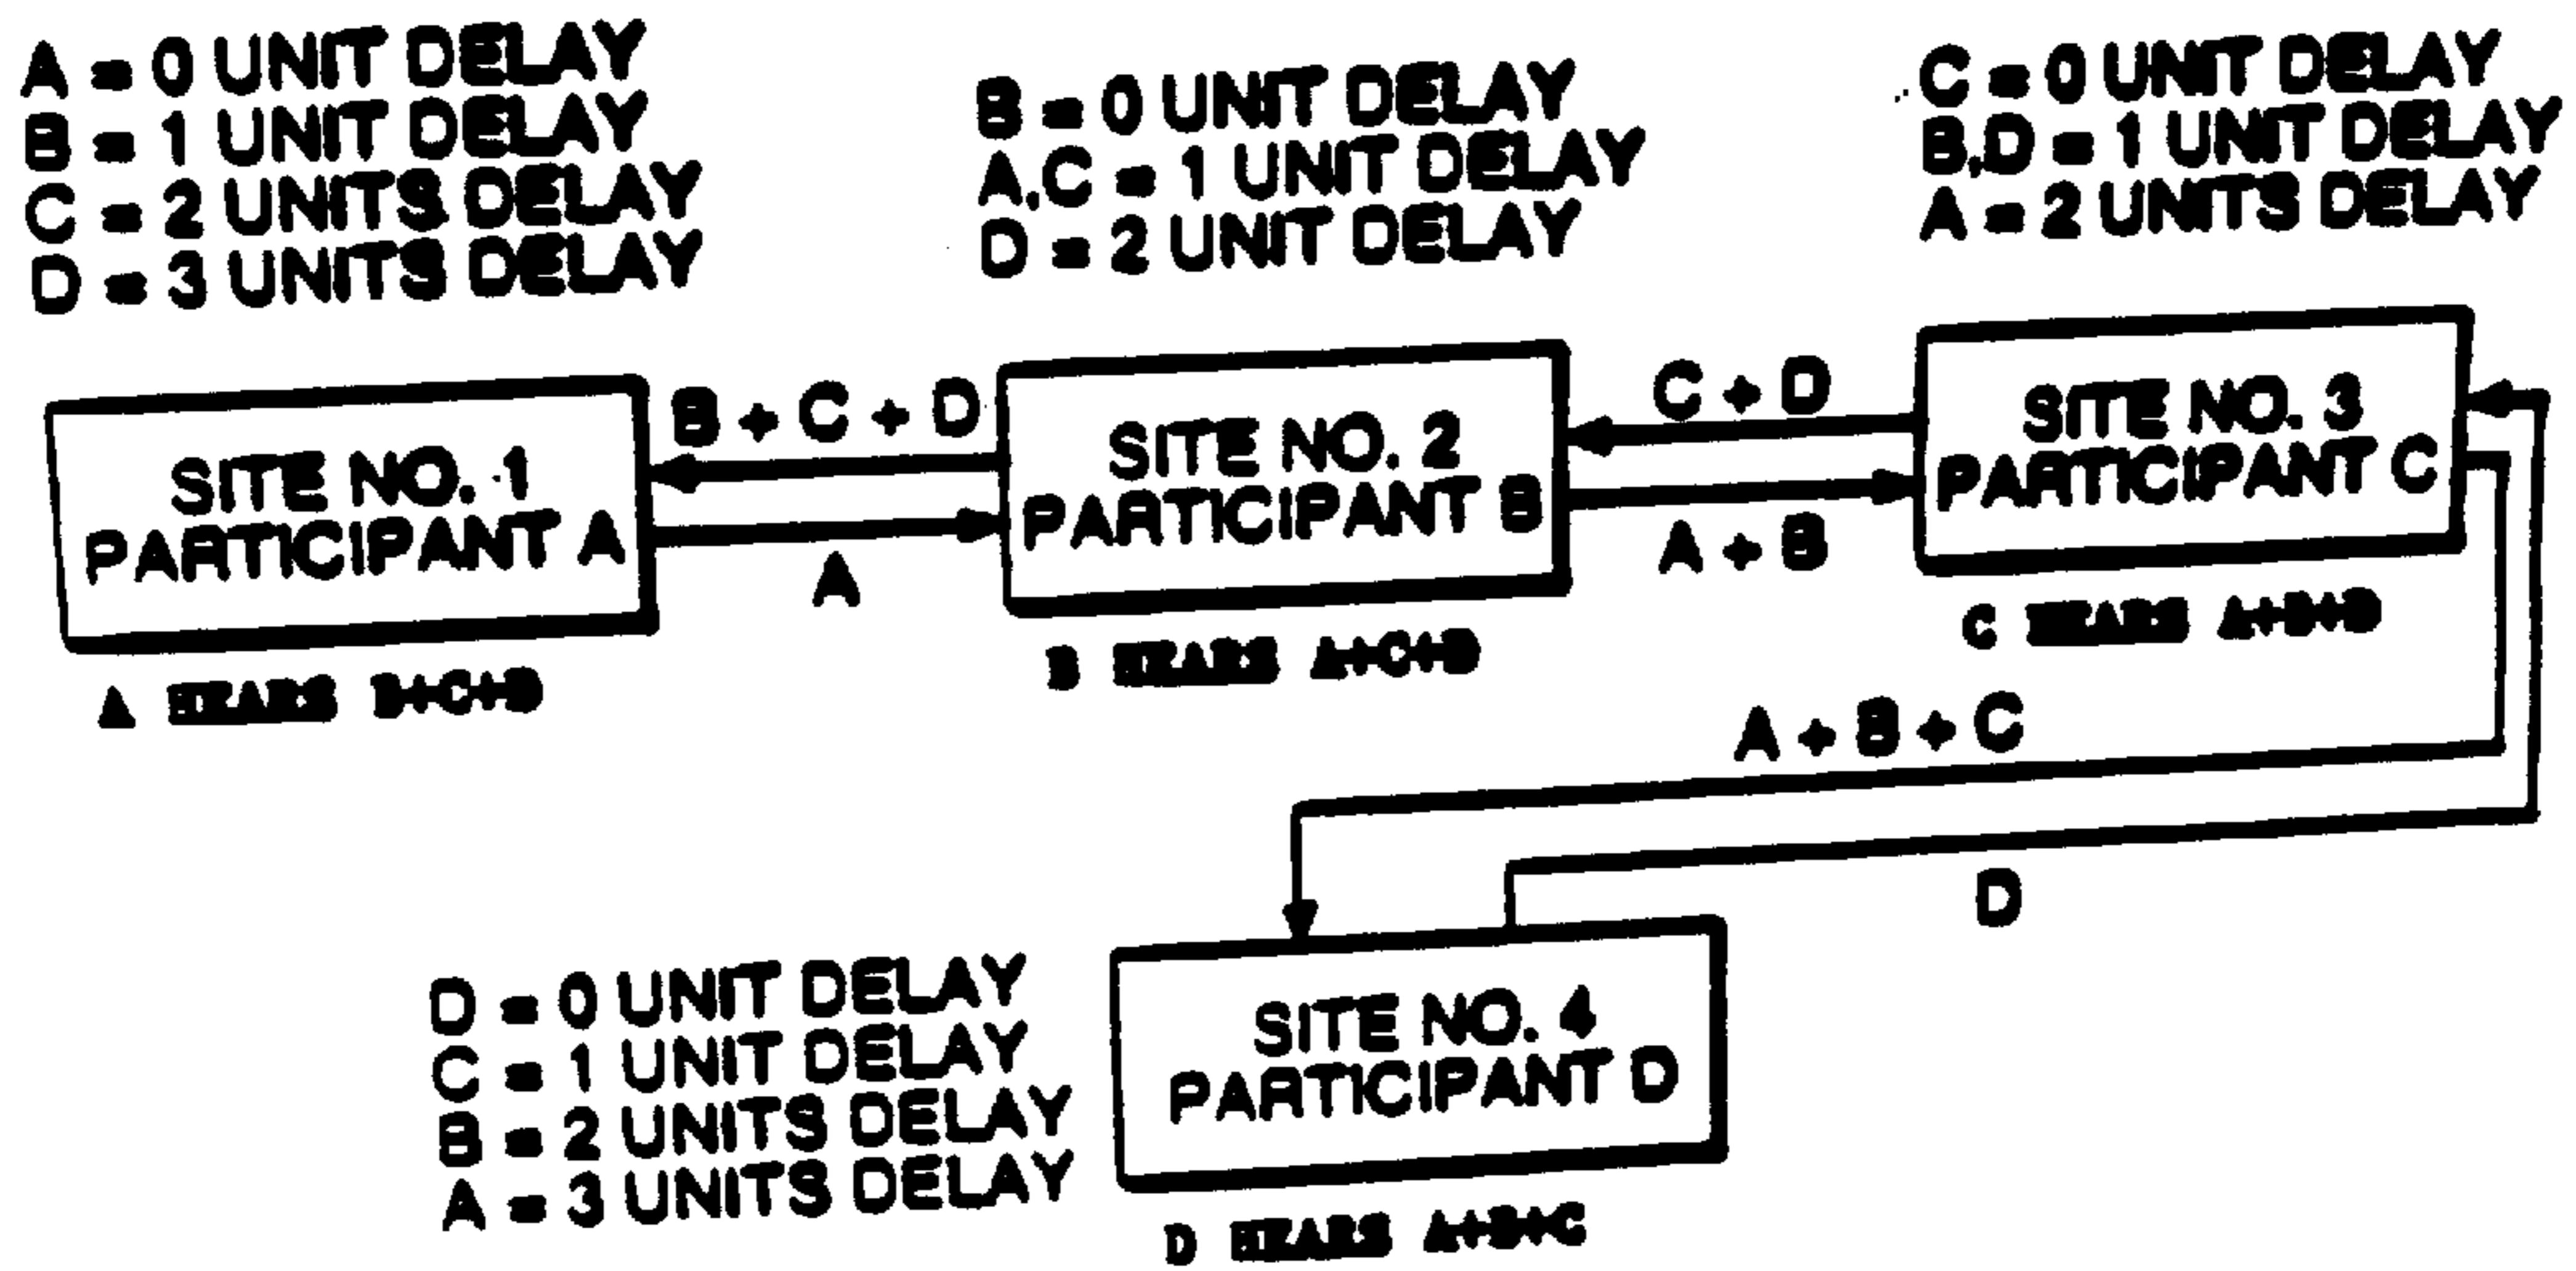 A = 0 UNIT DELAY
B = 1 UNIT DELAY
C = 2 UNITS DELAY
D = 3 UNITS DELAY
B = 0 UNIT DELAY
A,C = 1 UNIT DELAY
D = 2 UNIT DELAY
C = 0 UNIT DELAY
B,D = 1 UNIT DELAY
A = 2 UNITS DELAY
SITE NO. 1
PARTICIPANT A
B + C + D
A
SITE NO. 2
PARTICIPANT B
C + D
A + B
SITE NO. 3
PARTICIPANT C
A HEARS B+C+D
B HEARS A+C+D
C HEARS A+B+D
A + B + C
D
D = 0 UNIT DELAY
C = 1 UNIT DELAY
B = 2 UNITS DELAY
A = 3 UNITS DELAY
SITE NO. 4
PARTICIPANT D
D HEARS A+B+C